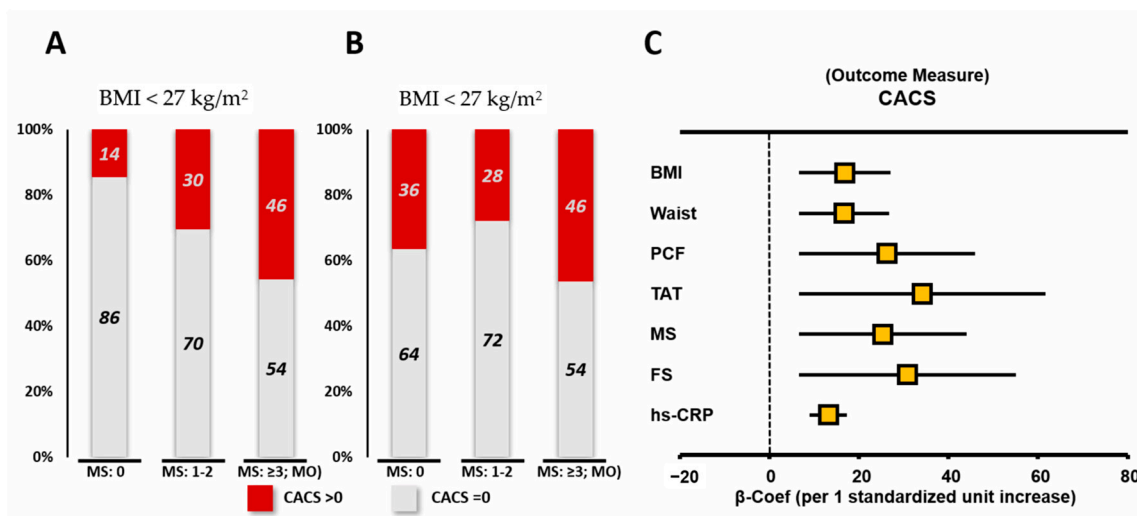 A
BMI < 27 kg/m²
100%
80%
60%
40%
20%
0%
14
86
30
70
46
54
MS: 0
MS: 1-2
MS: ≥3; MO)
B
BMI < 27 kg/m²
100%
80%
60%
40%
20%
0%
36
64
28
72
46
54
MS: 0
MS: 1-2
MS: ≥3; MO)
CACS >0
CACS =0
C
(Outcome Measure)
CACS
BMI
Waist
PCF
TAT
MS
FS
hs-CRP
−20 0 20 40 60 80
β-Coef (per 1 standardized unit increase)